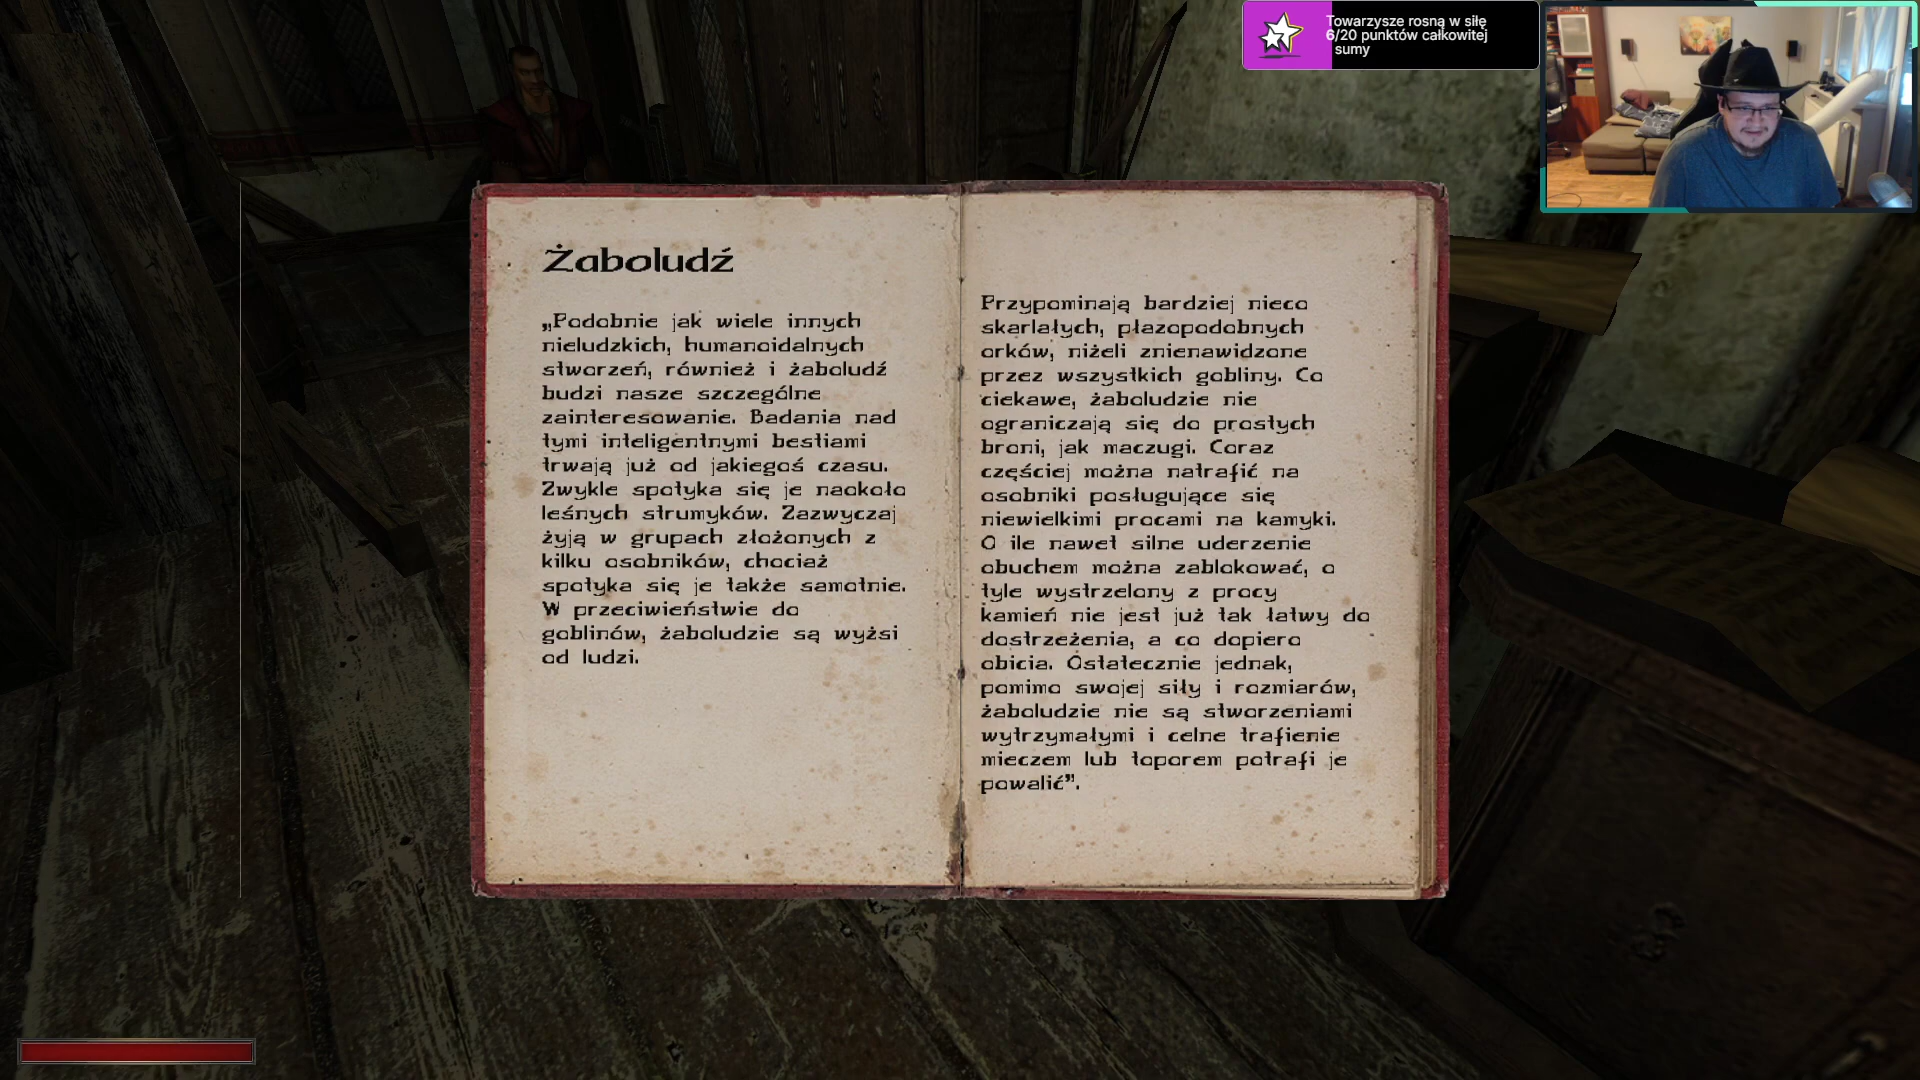 Towarzysze rosną w siłę
6/20 punktów całkowitej
sumy
Żaboludź
„Podobnie jak wiele innych
nieludzkich, humanoidalnych
stworzeń, również i żaboludź
budzi nasze szczególne
zainteresowanie. Badania nad
tymi inteligentnymi bestiami
trwają już od jakiegoś czasu.
Zwykle spotyka się je naokoło
leśnych strumyków. Zazwyczaj
żyją w grupach złożonych z
kilku osobników, chociaż
spotyka się je także samotnie.
W przeciwieństwie do
goblinów, żaboludzie są wyżsi
od ludzi.
Przypominają bardziej nieco
skarlałych, płazopodobnych
orków, niżeli znienawidzone
przez wszystkich gobliny. Co
ciekawe, żaboludzie nie
ograniczają się do prostych
broni, jak maczugi. Coraz
częściej można natrafić na
osobniki posługujące się
niewielkimi procami na kamyki.
O ile nawet silne uderzenie
obuchem można zablokować, o
tyle wystrzelony z procy
kamień nie jest już tak łatwy do
dostrzeżenia, a co dopiero
obicia. Ostatecznie jednak,
pomimo swojej siły i rozmiarów,
żaboludzie nie są stworzeniami
wytrzymałymi i celne trafienie
mieczem lub toporem potrafi je
powalić”.